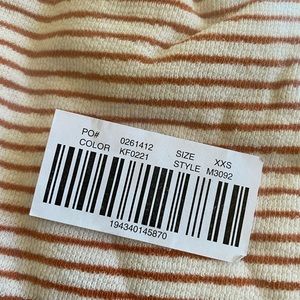 PO# 0261412 SIZE XXS
COLOR KF0221 STYLE M3092
194340145870